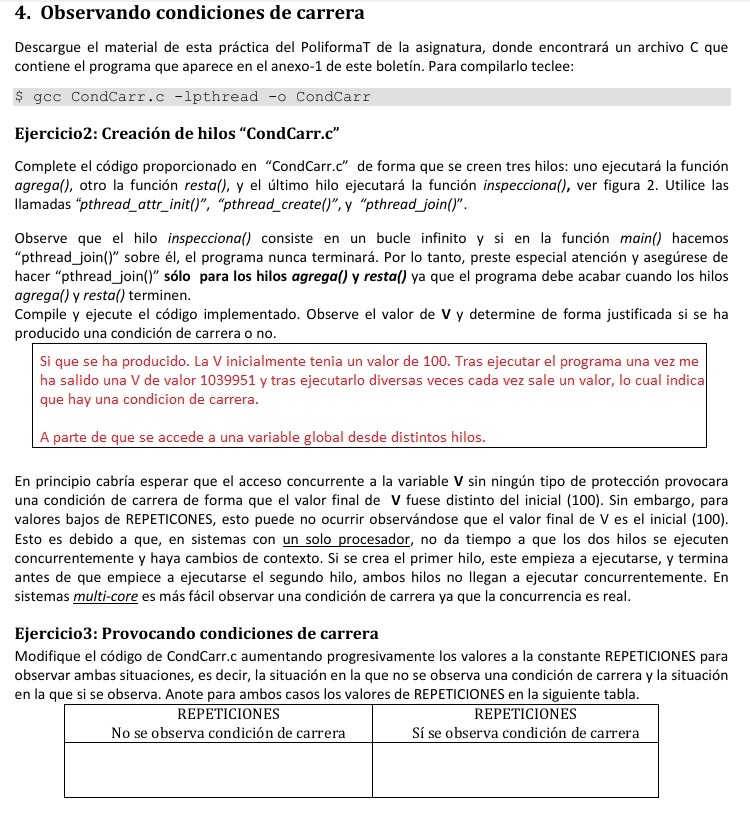 4. Observando condiciones de carrera
Descargue el material de esta práctica del PoliformaT de la asignatura, donde encontrará un archivo C que
contiene el programa que aparece en el anexo-1 de este boletín. Para compilarlo teclee:
$ gcc CondCarr.c -lpthread -o CondCarr
Ejercicio2: Creación de hilos “CondCarr.c”
Complete el código proporcionado en “CondCarr.c” de forma que se creen tres hilos: uno ejecutará la función
agrega(), otro la función resta(), y el último hilo ejecutará la función inspecciona(), ver figura 2. Utilice las
llamadas “pthread_attr_init()”, “pthread_create()”, y “pthread_join()”.
Observe que el hilo inspecciona() consiste en un bucle infinito y si en la función main() hacemos
“pthread_join()” sobre él, el programa nunca terminará. Por lo tanto, preste especial atención y asegúrese de
hacer “pthread_join()” sólo para los hilos agrega() y resta() ya que el programa debe acabar cuando los hilos
agrega() y resta() terminen.
Compile y ejecute el código implementado. Observe el valor de V y determine de forma justificada si se ha
producido una condición de carrera o no.
Si que se ha producido. La V inicialmente tenia un valor de 100. Tras ejecutar el programa una vez me
ha salido una V de valor 1039951 y tras ejecutarlo diversas veces cada vez sale un valor, lo cual indica
que hay una condicion de carrera.
A parte de que se accede a una variable global desde distintos hilos.
En principio cabría esperar que el acceso concurrente a la variable V sin ningún tipo de protección provocara
una condición de carrera de forma que el valor final de V fuese distinto del inicial (100). Sin embargo, para
valores bajos de REPETICONES, esto puede no ocurrir observándose que el valor final de V es el inicial (100).
Esto es debido a que, en sistemas con un solo procesador, no da tiempo a que los dos hilos se ejecuten
concurrentemente y haya cambios de contexto. Si se crea el primer hilo, este empieza a ejecutarse, y termina
antes de que empiece a ejecutarse el segundo hilo, ambos hilos no llegan a ejecutar concurrentemente. En
sistemas multi-core es más fácil observar una condición de carrera ya que la concurrencia es real.
Ejercicio3: Provocando condiciones de carrera
Modifique el código de CondCarr.c aumentando progresivamente los valores a la constante REPETICIONES para
observar ambas situaciones, es decir, la situación en la que no se observa una condición de carrera y la situación
en la que si se observa. Anote para ambos casos los valores de REPETICIONES en la siguiente tabla.
REPETICIONES
No se observa condición de carrera
REPETICIONES
Sí se observa condición de carrera